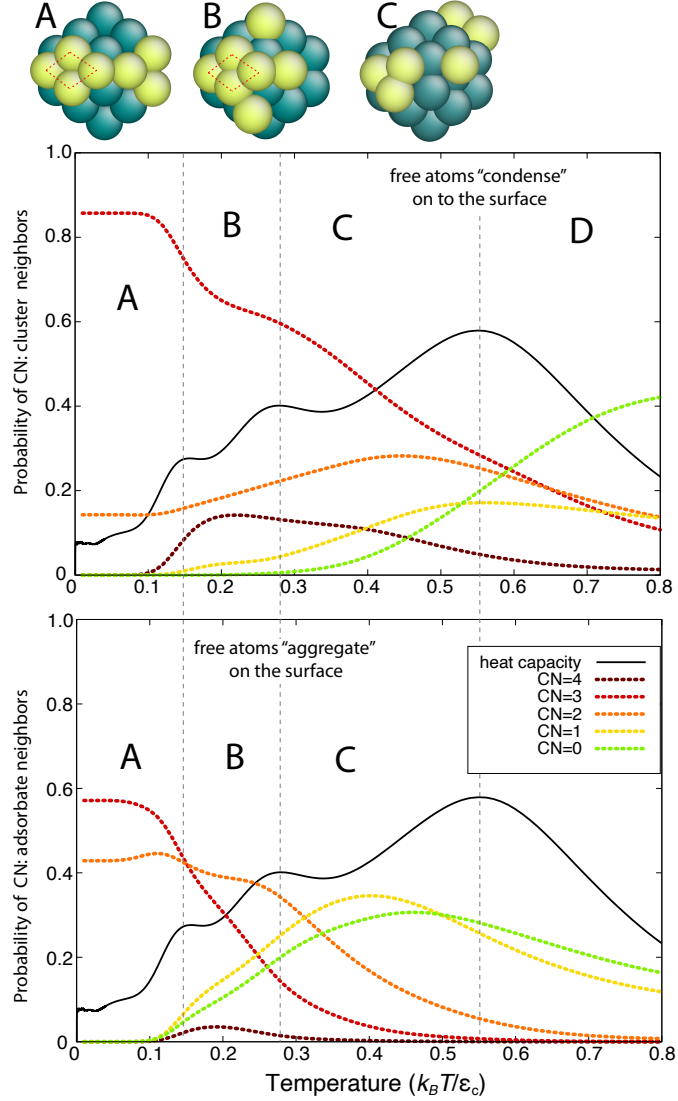 A B C
free atoms “condense”
on to the surface
A B C D
Probability of CN: cluster neighbors
1.0
0.8
0.6
0.4
0.2
0
0 0.1 0.2 0.3 0.4 0.5 0.6 0.7 0.8
free atoms “aggregate”
on the surface
heat capacity
CN=4
CN=3
CN=2
CN=1
CN=0
A B C
Probability of CN: adsorbate neighbors
1.0
0.8
0.6
0.4
0.2
0
0 0.1 0.2 0.3 0.4 0.5 0.6 0.7 0.8
Temperature (k_BT/ε_c)